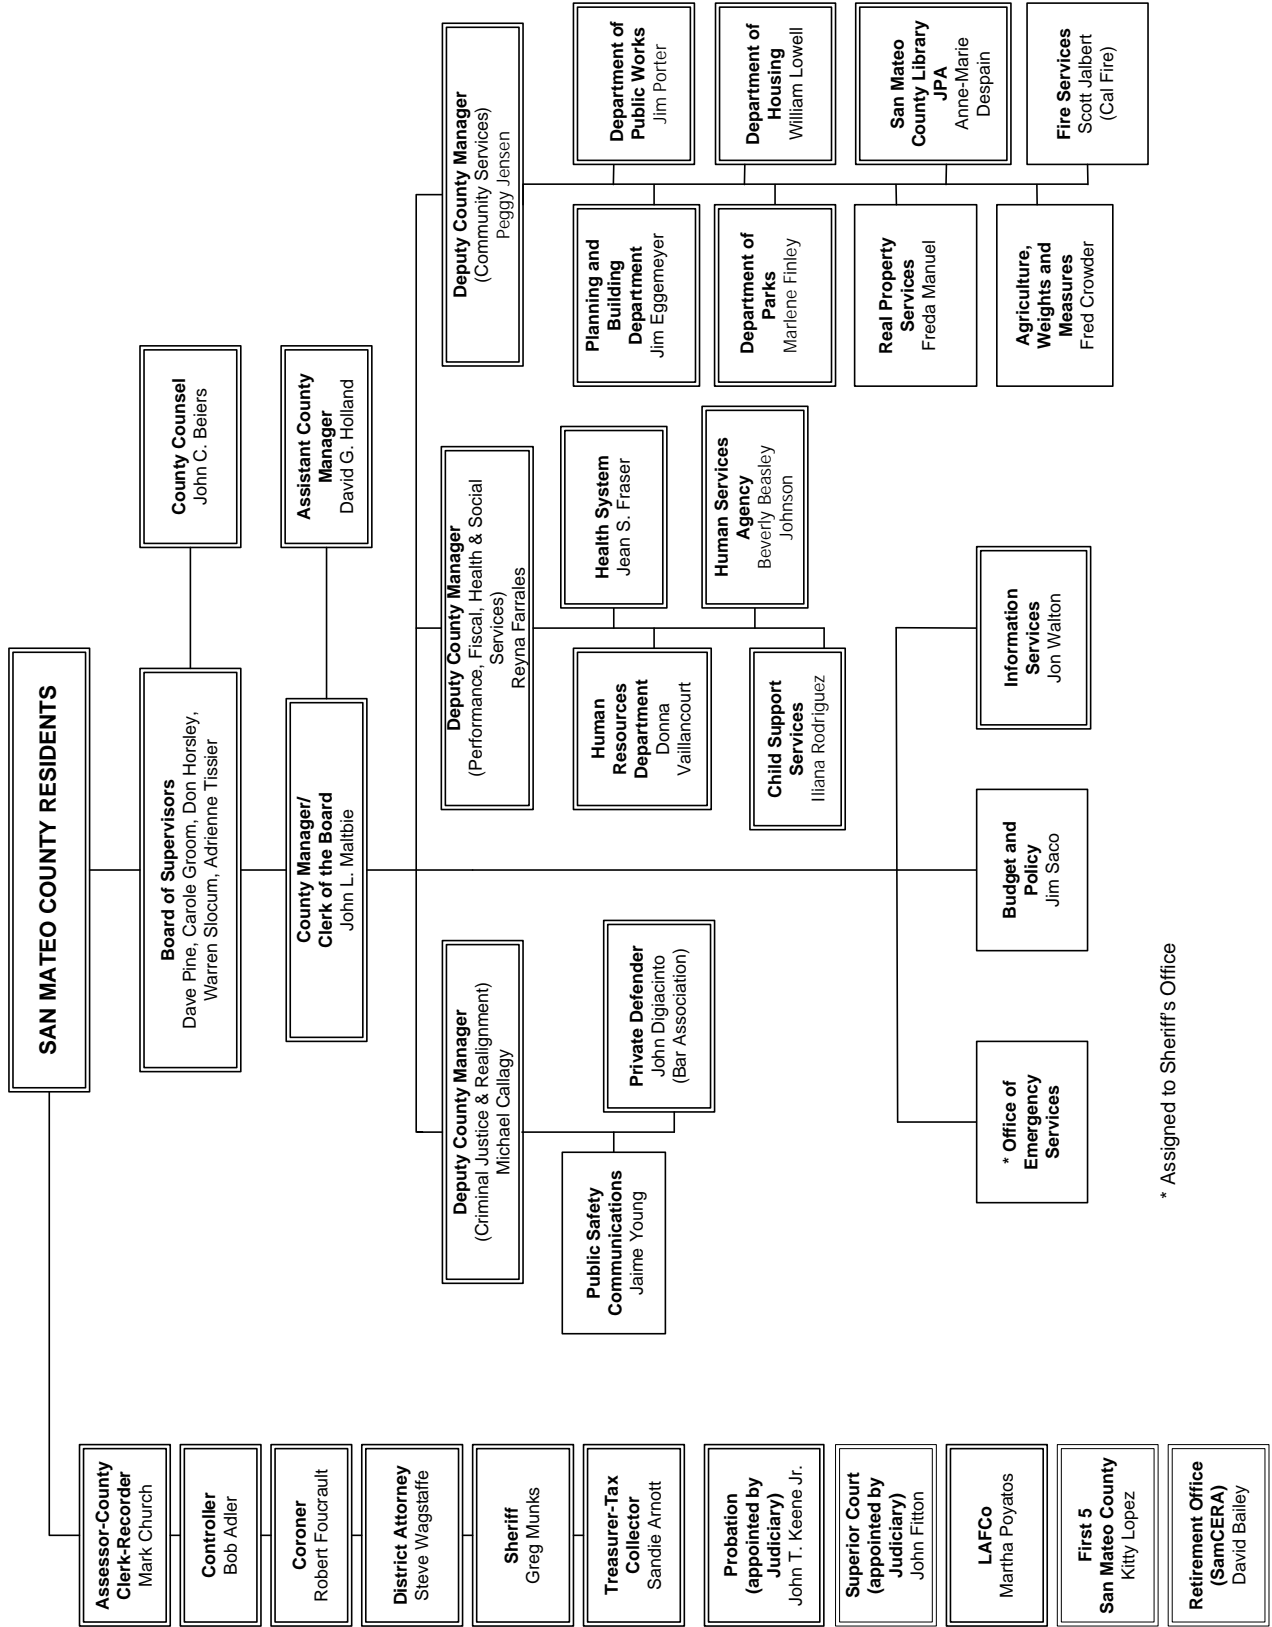 SAN MATEO COUNTY RESIDENTS
Board of Supervisors
Dave Pine, Carole Groom, Don Horsley,
Warren Slocum, Adrienne Tissier
County Counsel
John C. Beiers
County Manager/
Clerk of the Board
John L. Maltbie
Assistant County
Manager
David G. Holland
Assessor-County
Clerk-Recorder
Mark Church
Controller
Bob Adler
Coroner
Robert Foucrault
District Attorney
Steve Wagstaffe
Sheriff
Greg Munks
Treasurer-Tax
Collector
Sandie Arnott
Probation
(appointed by
Judiciary)
John T. Keene Jr.
Superior Court
(appointed by
Judiciary)
John Fitton
LAFCo
Martha Poyatos
First 5
San Mateo County
Kitty Lopez
Retirement Office
(SamCERA)
David Bailey
Deputy County Manager
(Criminal Justice & Realignment)
Michael Callagy
Public Safety
Communications
Jaime Young
Private Defender
John Digiacinto
(Bar Association)
Deputy County Manager
(Performance, Fiscal, Health & Social
Services)
Reyna Farrales
Health System
Jean S. Fraser
Human
Resources
Department
Donna
Vaillancourt
Human Services
Agency
Beverly Beasley
Johnson
Child Support
Services
Iliana Rodriguez
Deputy County Manager
(Community Services)
Peggy Jensen
Planning and
Building
Department
Jim Eggemeyer
Department of
Public Works
Jim Porter
Department of
Parks
Marlene Finley
Department of
Housing
William Lowell
Real Property
Services
Freda Manuel
San Mateo
County Library
JPA
Anne-Marie
Despain
Agriculture,
Weights and
Measures
Fred Crowder
Fire Services
Scott Jalbert
(Cal Fire)
* Office of
Emergency
Services
Budget and
Policy
Jim Saco
Information
Services
Jon Walton
* Assigned to Sheriff's Office